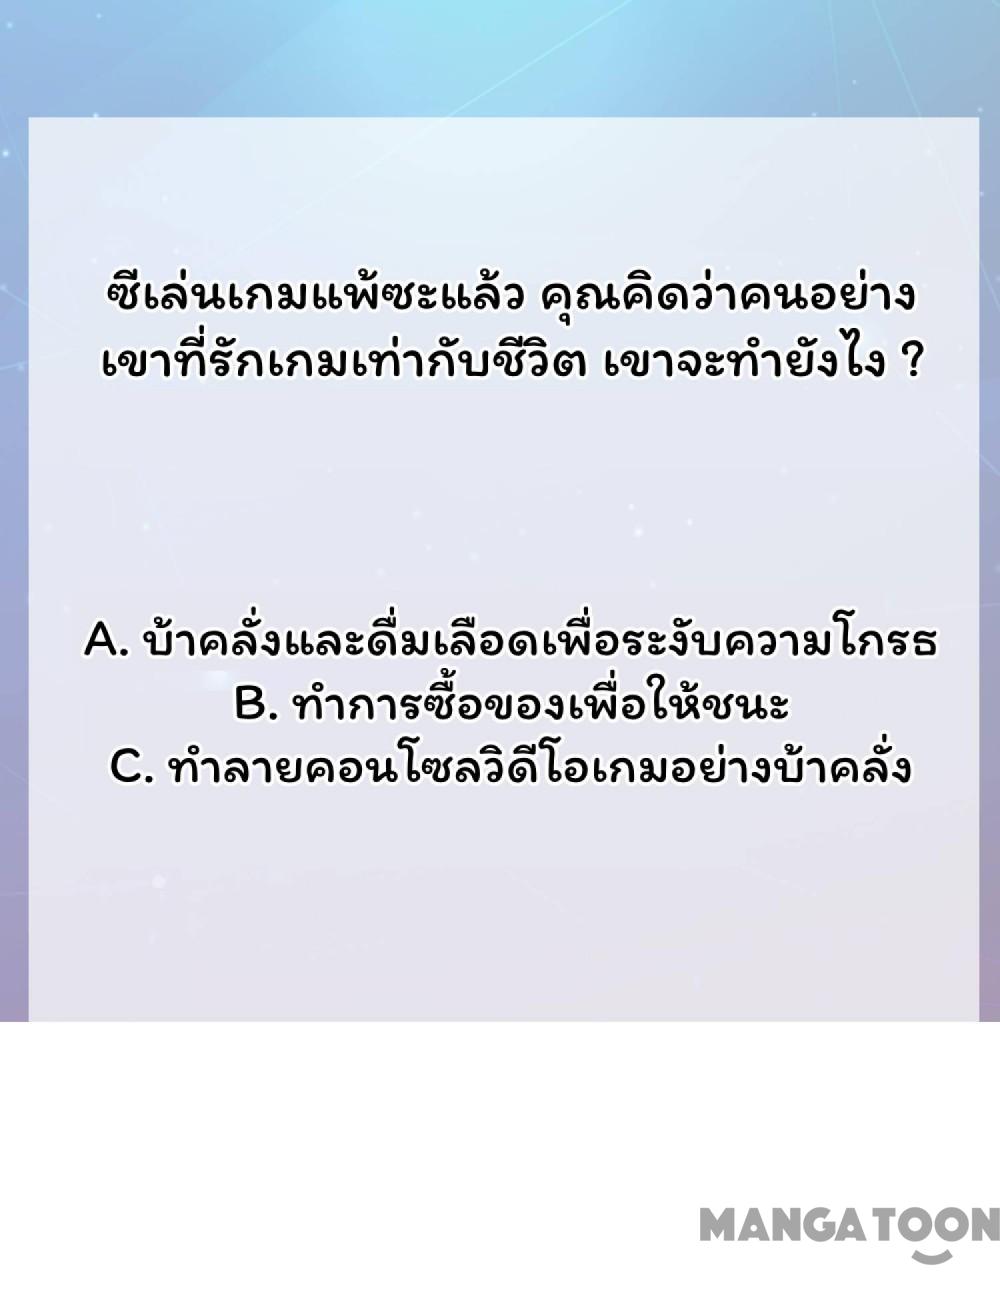 ซีเล่นเกมแพ้ซะแล้ว คุณคิดว่าคนอย่าง
เขาที่รักเกมเท่ากับชีวิต เขาจะทำยังไง ?
A. บ้าคลั่งและดื่มเลือดเพื่อระงับความโกรธ
B. ทำการซื้อของเพื่อให้ชนะ
C. ทำลายคอนโซลวิดีโอเกมอย่างบ้าคลั่ง
MANGATOON